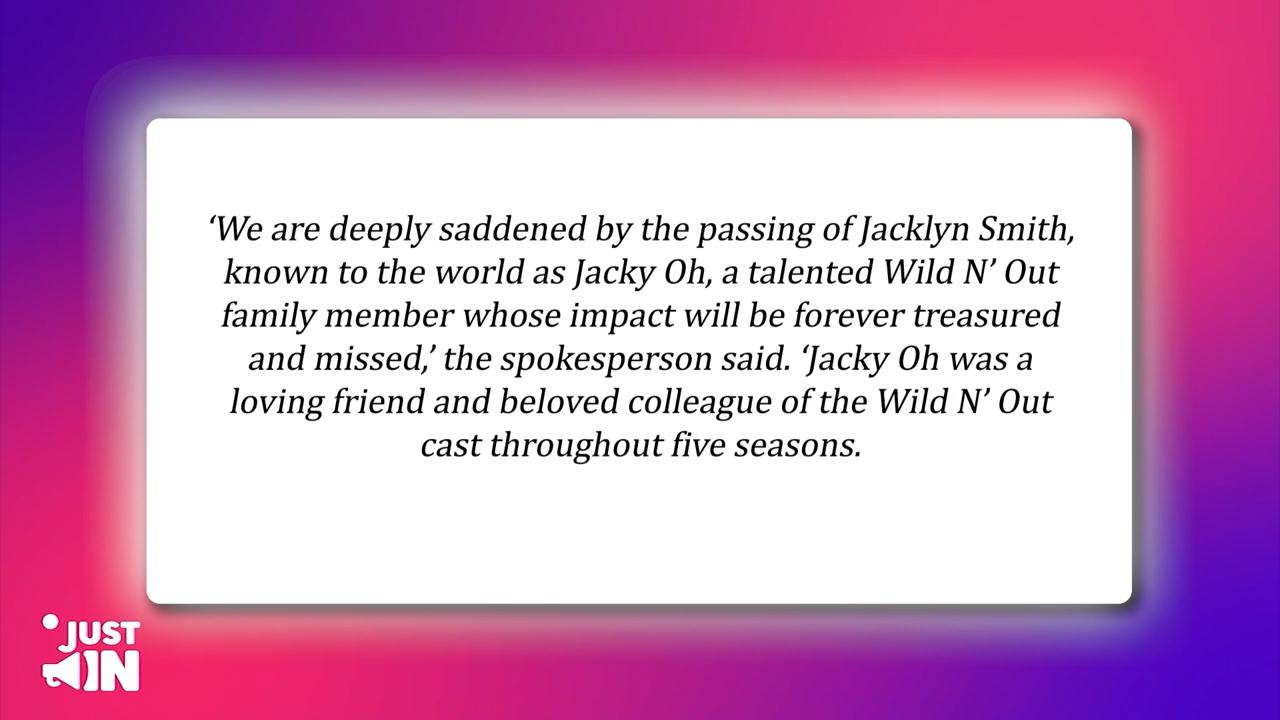 ‘We are deeply saddened by the passing of Jacklyn Smith,
known to the world as Jacky Oh, a talented Wild N’ Out
family member whose impact will be forever treasured
and missed,’ the spokesperson said. ‘Jacky Oh was a
loving friend and beloved colleague of the Wild N’ Out
cast throughout five seasons.
JUST
IN